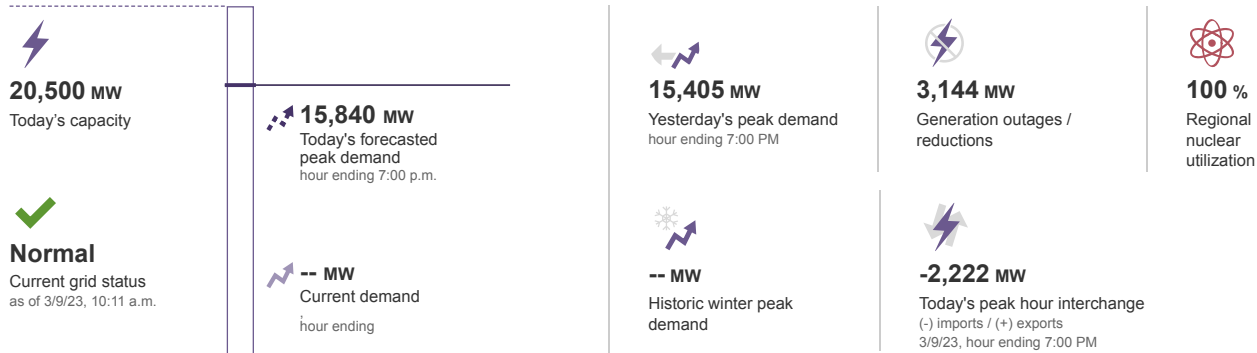 20,500 MW
Today's capacity
Normal
Current grid status
as of 3/9/23, 10:11 a.m.
15,840 MW
Today's forecasted
peak demand
hour ending 7:00 p.m.
-- MW
Current demand
,
hour ending
15,405 MW
Yesterday's peak demand
hour ending 7:00 PM
3,144 MW
Generation outages /
reductions
100 %
Regional
nuclear
utilization
-- MW
Historic winter peak
demand
-2,222 MW
Today's peak hour interchange
(-) imports / (+) exports
3/9/23, hour ending 7:00 PM